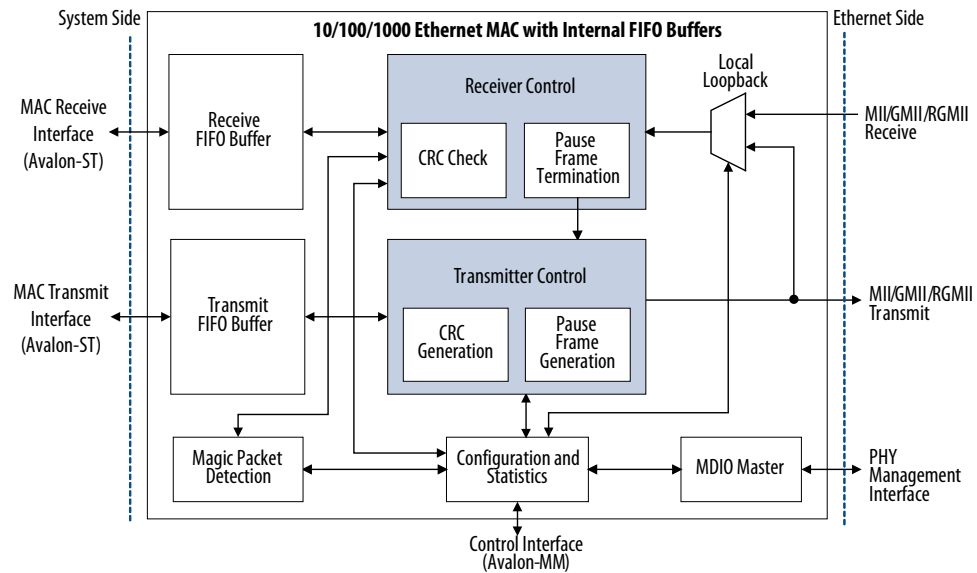 System Side
Ethernet Side
10/100/1000 Ethernet MAC with Internal FIFO Buffers
MAC Receive
Interface
(Avalon-ST)
Receive
FIFO Buffer
Receiver Control
CRC Check
Pause
Frame
Termination
Local
Loopback
MII/GMII/RGMII
Receive
MAC Transmit
Interface
(Avalon-ST)
Transmit
FIFO Buffer
Transmitter Control
CRC
Generation
Pause
Frame
Generation
MII/GMII/RGMII
Transmit
Magic Packet
Detection
Configuration and
Statistics
MDIO Master
PHY
Management
Interface
Control Interface
(Avalon-MM)